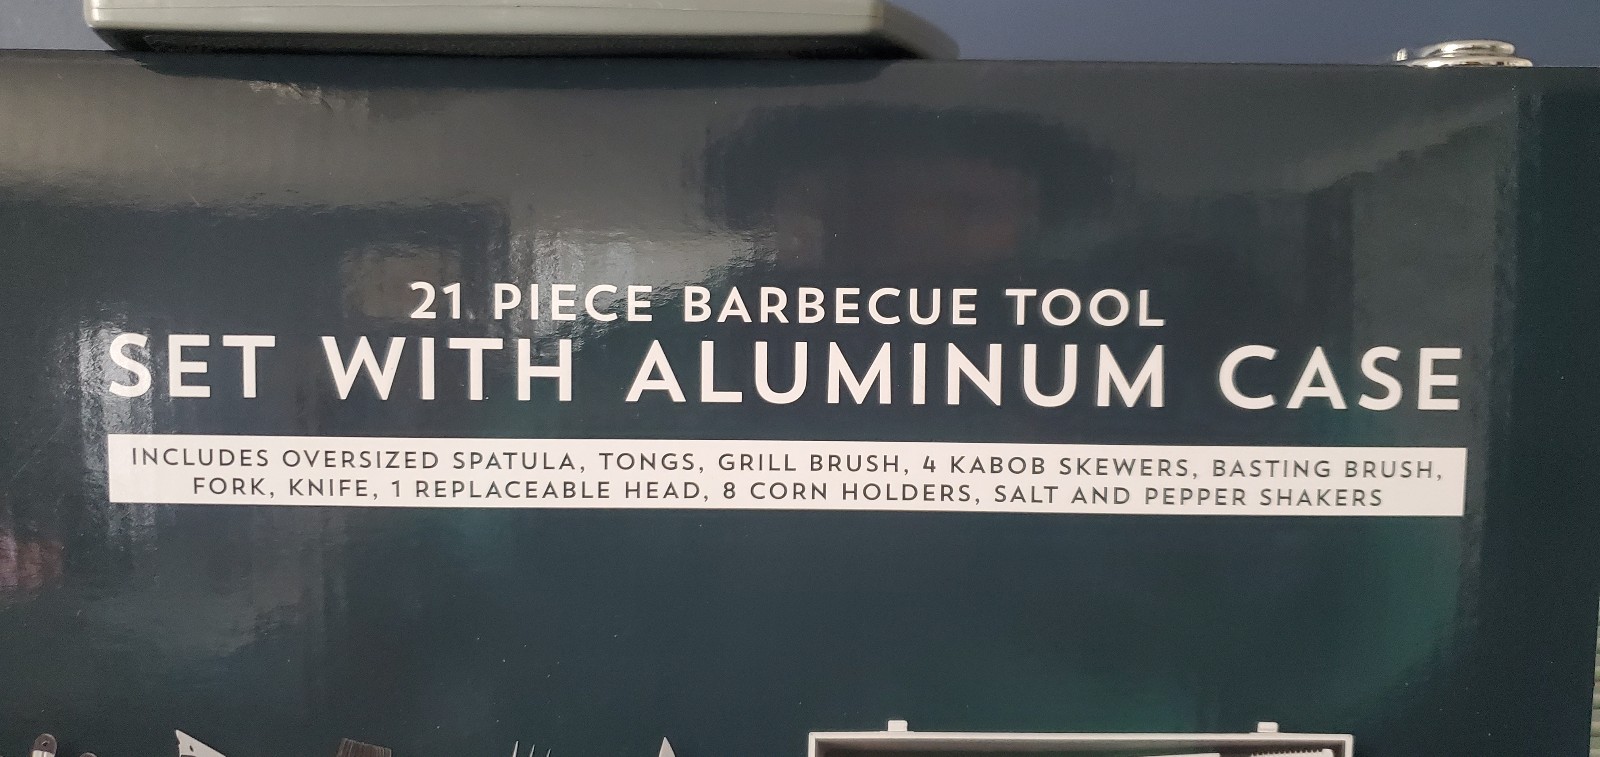 21 PIECE BARBECUE TOOL
SET WITH ALUMINUM CASE
INCLUDES OVERSIZED SPATULA, TONGS, GRILL BRUSH, 4 KABOB SKEWERS, BASTING BRUSH,
FORK, KNIFE, 1 REPLACEABLE HEAD, 8 CORN HOLDERS, SALT AND PEPPER SHAKERS